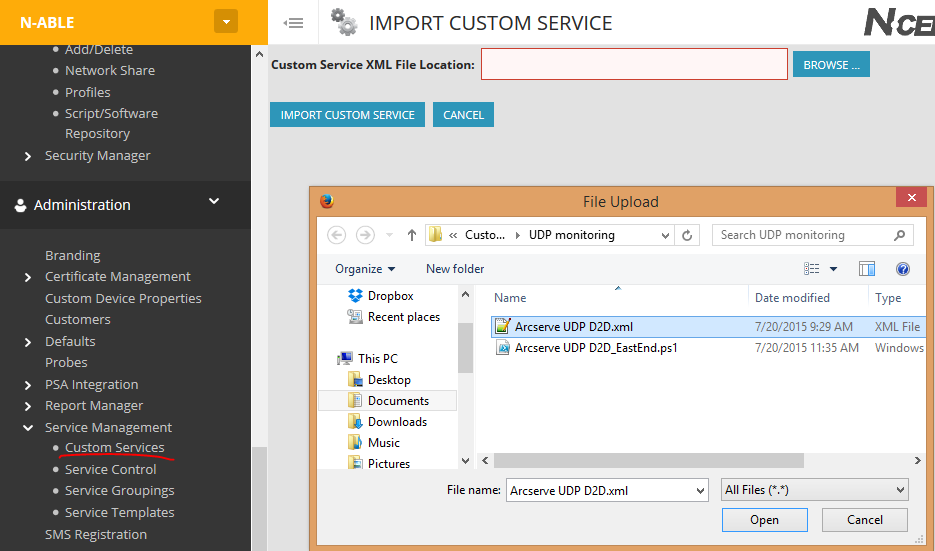 N-ABLE
Add/Delete
Network Share
Profiles
Script/Software
Repository
Security Manager
Administration
Branding
Certificate Management
Custom Device Properties
Customers
Defaults
Probes
PSA Integration
Report Manager
Service Management
Custom Services
Service Control
Service Groupings
Service Templates
SMS Registration
IMPORT CUSTOM SERVICE
NCE
Custom Service XML File Location:
BROWSE ...
IMPORT CUSTOM SERVICE
CANCEL
File Upload
« Custo... › UDP monitoring
Search UDP monitoring
Organize
New folder
Dropbox
Recent places
This PC
Desktop
Documents
Downloads
Music
Pictures
Name Date modified Type
Arcserve UDP D2D.xml 7/20/2015 9:29 AM XML File
Arcserve UDP D2D_EastEnd.ps1 7/20/2015 11:35 AM Windows
File name: Arcserve UDP D2D.xml
All Files (*.*)
Open
Cancel